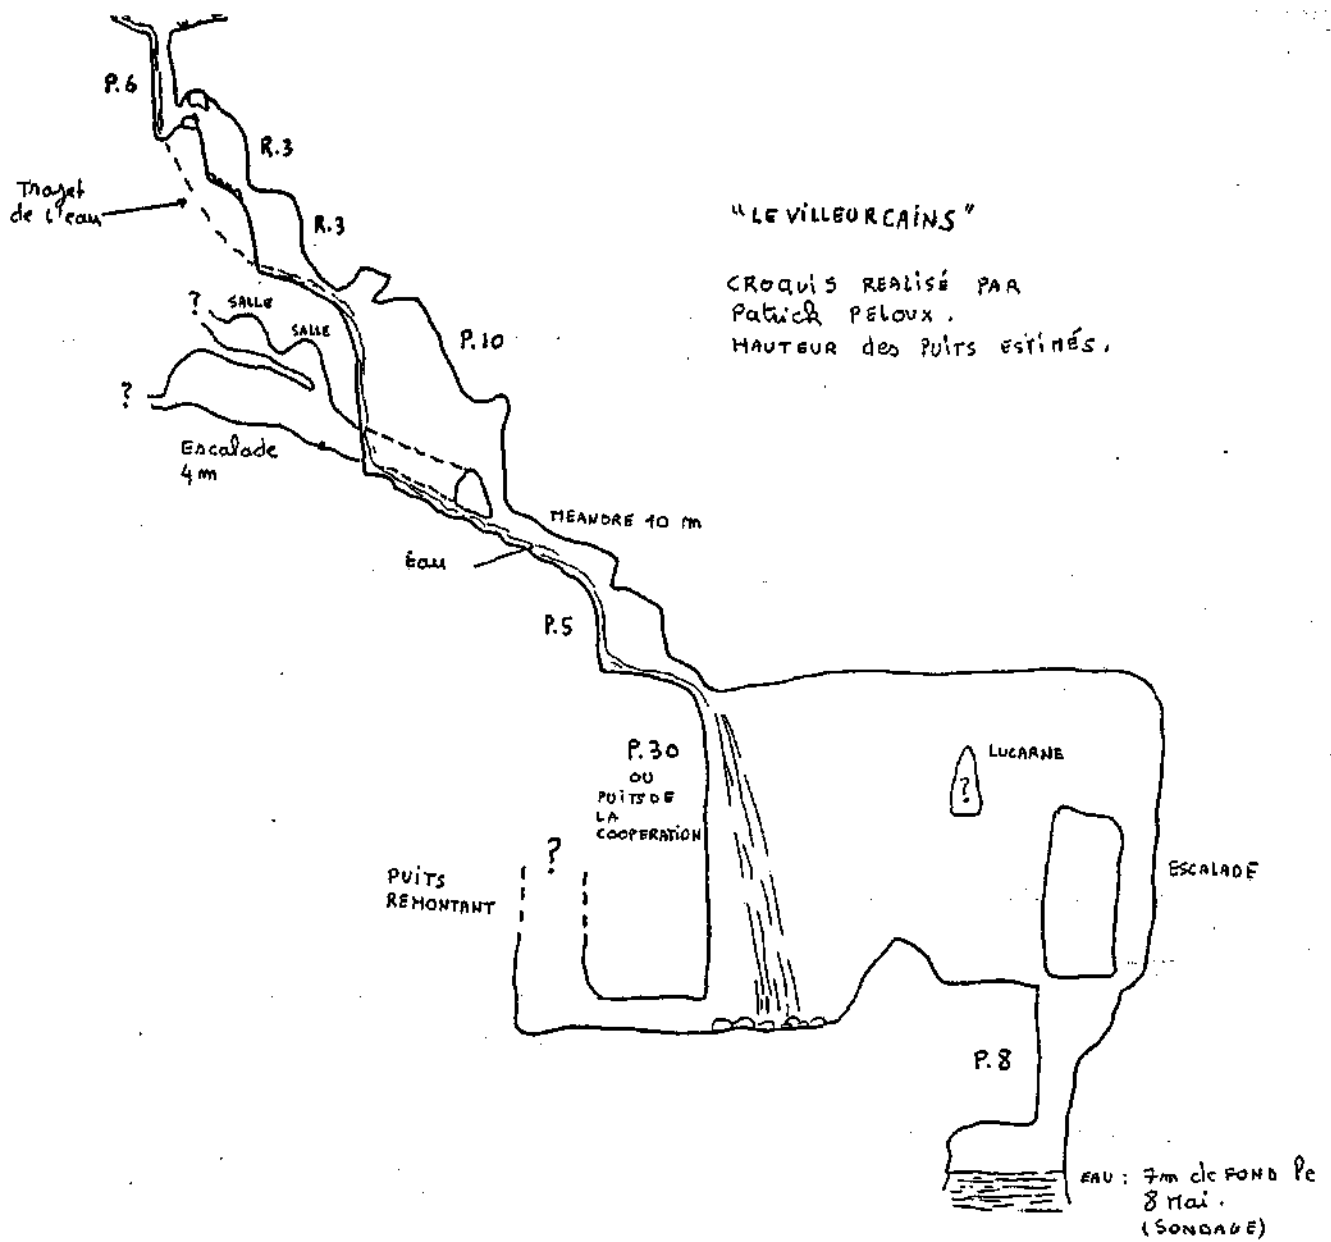 P.6
R.3
Trajet
de l'eau
R.3
"LE VILLEURCAINS"
CROQUIS REALISÉ PAR
Patrick PELOUX.
HAUTEUR des PUITS ESTIMÉS.
?
SALLE
SALLE
P.10
?
Escalade
4 m
MEANDRE 10 m
Eau
P.5
P.30
OU
PUITS DE
LA
COOPERATION
LUCARNE
?
?
PUITS
REMONTANT
ESCALADE
P.8
EAU : 7m de FOND le
8 Mai.
(SONDAGE)